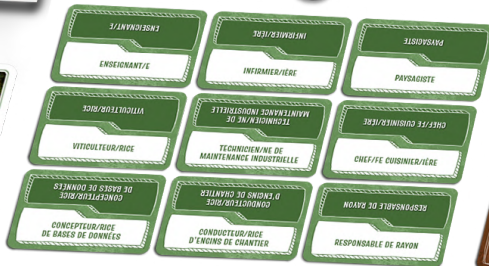 ENSEIGNANT/E
ENSEIGNANT/E
INFIRMIER/IÈRE
INFIRMIER/IÈRE
PAYSAGISTE
PAYSAGISTE
VITICULTEUR/RICE
VITICULTEUR/RICE
TECHNICIEN/NE DE
MAINTENANCE INDUSTRIELLE
TECHNICIEN/NE DE
MAINTENANCE INDUSTRIELLE
CHEF/FE CUISINIER/IÈRE
CHEF/FE CUISINIER/IÈRE
CONCEPTEUR/RICE
DE BASES DE DONNÉES
CONCEPTEUR/RICE
DE BASES DE DONNÉES
CONDUCTEUR/RICE
D'ENGINS DE CHANTIER
CONDUCTEUR/RICE
D'ENGINS DE CHANTIER
RESPONSABLE DE RAYON
RESPONSABLE DE RAYON